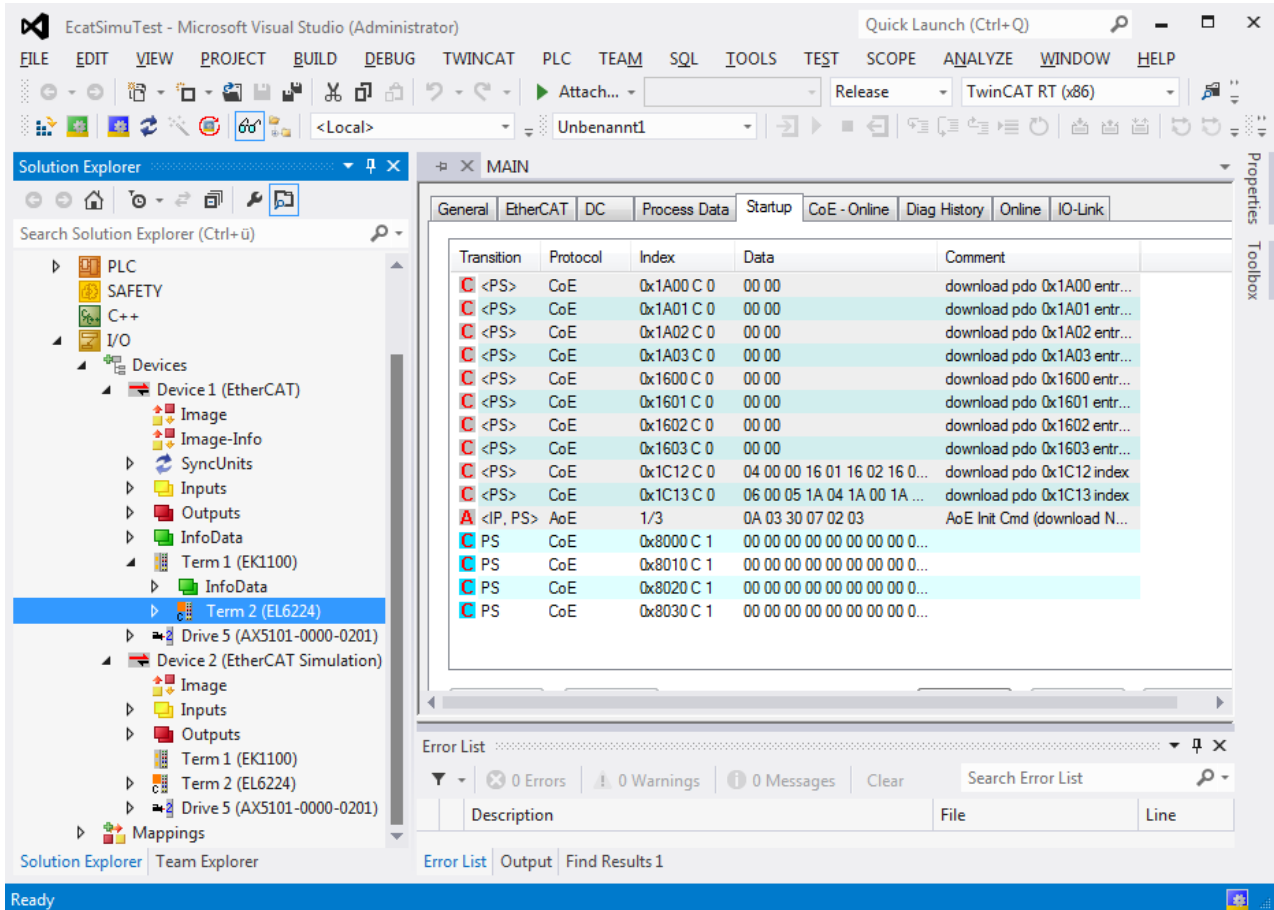 EcatSimuTest - Microsoft Visual Studio (Administrator)
Quick Launch (Ctrl+Q)
FILE EDIT VIEW PROJECT BUILD DEBUG TWINCAT PLC TEAM SQL TOOLS TEST SCOPE ANALYZE WINDOW HELP
Attach... Release TwinCAT RT (x86)
<Local> Unbenannt1
Solution Explorer
Search Solution Explorer (Ctrl+ü)
PLC
SAFETY
C++
I/O
Devices
Device 1 (EtherCAT)
Image
Image-Info
SyncUnits
Inputs
Outputs
InfoData
Term 1 (EK1100)
InfoData
Term 2 (EL6224)
Drive 5 (AX5101-0000-0201)
Device 2 (EtherCAT Simulation)
Image
Inputs
Outputs
Term 1 (EK1100)
Term 2 (EL6224)
Drive 5 (AX5101-0000-0201)
Mappings
Solution Explorer Team Explorer
MAIN
General EtherCAT DC Process Data Startup CoE - Online Diag History Online IO-Link
Transition Protocol Index Data Comment
C <PS> CoE 0x1A00 C 0 00 00 download pdo 0x1A00 entr...
C <PS> CoE 0x1A01 C 0 00 00 download pdo 0x1A01 entr...
C <PS> CoE 0x1A02 C 0 00 00 download pdo 0x1A02 entr...
C <PS> CoE 0x1A03 C 0 00 00 download pdo 0x1A03 entr...
C <PS> CoE 0x1600 C 0 00 00 download pdo 0x1600 entr...
C <PS> CoE 0x1601 C 0 00 00 download pdo 0x1601 entr...
C <PS> CoE 0x1602 C 0 00 00 download pdo 0x1602 entr...
C <PS> CoE 0x1603 C 0 00 00 download pdo 0x1603 entr...
C <PS> CoE 0x1C12 C 0 04 00 00 16 01 16 02 16 0... download pdo 0x1C12 index
C <PS> CoE 0x1C13 C 0 06 00 05 1A 04 1A 00 1A ... download pdo 0x1C13 index
A <IP, PS> AoE 1/3 0A 03 30 07 02 03 AoE Init Cmd (download N...
C PS CoE 0x8000 C 1 00 00 00 00 00 00 00 00 0...
C PS CoE 0x8010 C 1 00 00 00 00 00 00 00 00 0...
C PS CoE 0x8020 C 1 00 00 00 00 00 00 00 00 0...
C PS CoE 0x8030 C 1 00 00 00 00 00 00 00 00 0...
Error List
0 Errors 0 Warnings 0 Messages Clear Search Error List
Description File Line
Error List Output Find Results 1
Properties
Toolbox
Ready